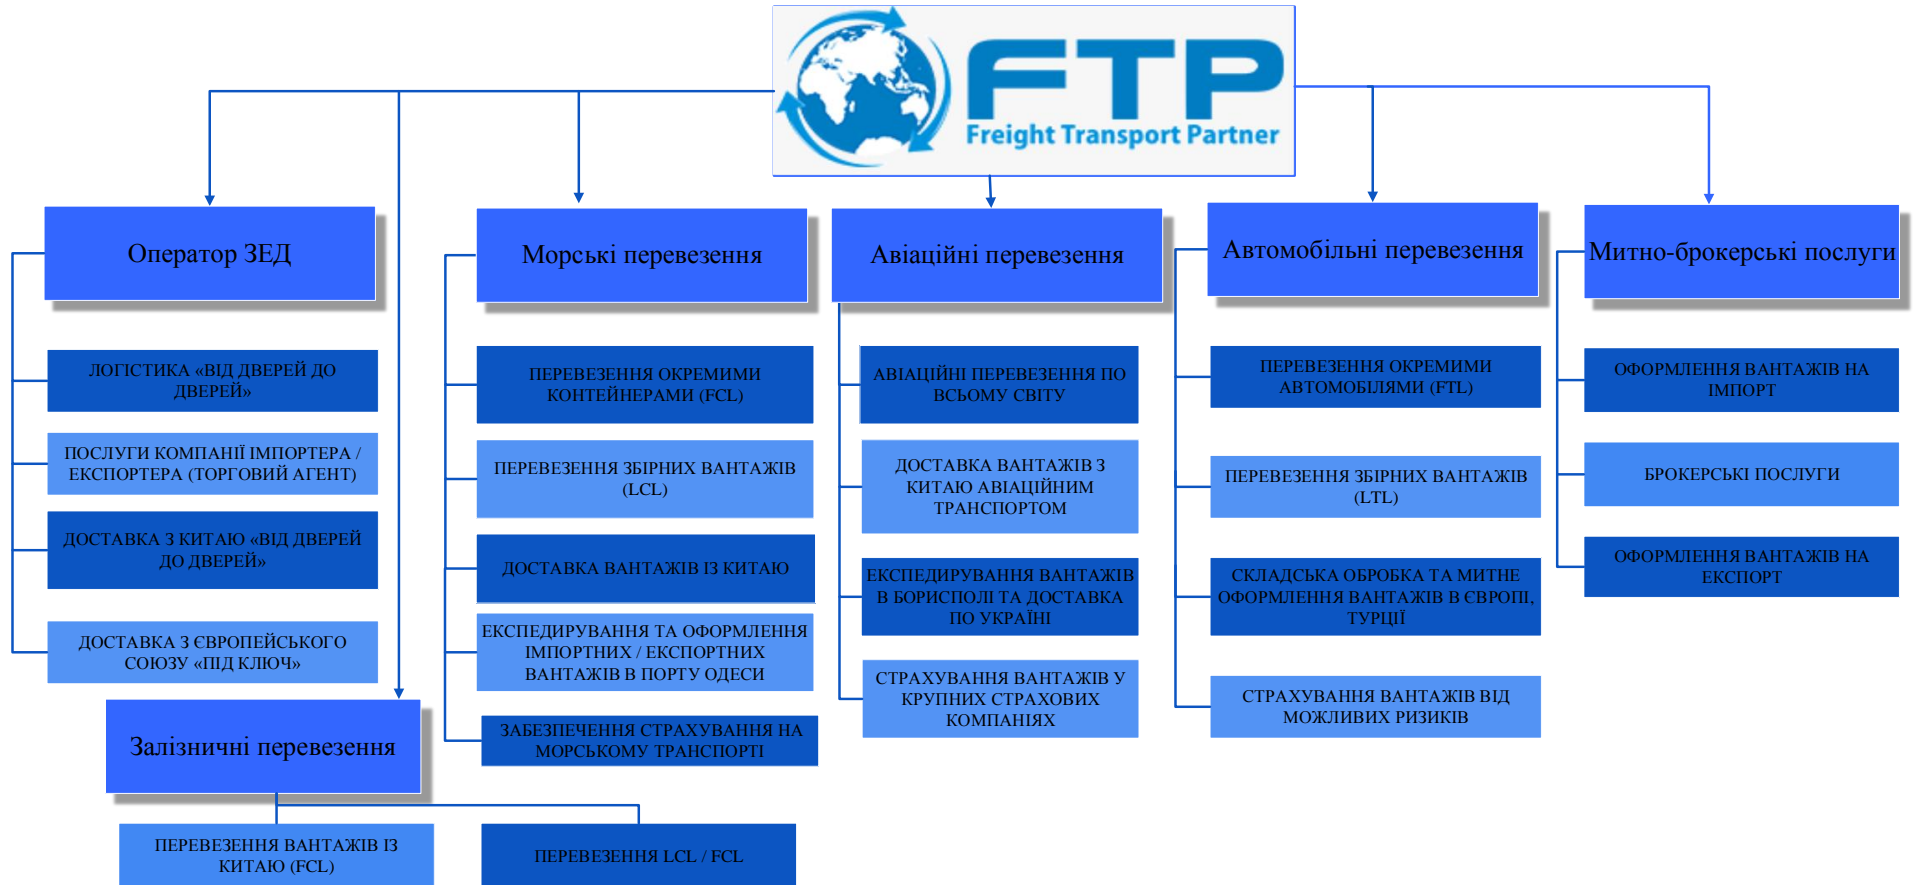 FTP
Freight Transport Partner
Оператор ЗЕД
ЛОГІСТИКА «ВІД ДВЕРЕЙ ДО
ДВЕРЕЙ»
ПОСЛУГИ КОМПАНІЇ ІМПОРТЕРА /
ЕКСПОРТЕРА (ТОРГОВИЙ АГЕНТ)
ДОСТАВКА З КИТАЮ «ВІД ДВЕРЕЙ
ДО ДВЕРЕЙ»
ДОСТАВКА З ЄВРОПЕЙСЬКОГО
СОЮЗУ «ПІД КЛЮЧ»
Залізничні перевезення
ПЕРЕВЕЗЕННЯ ВАНТАЖІВ ІЗ
КИТАЮ (FCL)
ПЕРЕВЕЗЕННЯ LCL / FCL
Морські перевезення
ПЕРЕВЕЗЕННЯ ОКРЕМИМИ
КОНТЕЙНЕРАМИ (FCL)
ПЕРЕВЕЗЕННЯ ЗБІРНИХ ВАНТАЖІВ
(LCL)
ДОСТАВКА ВАНТАЖІВ ІЗ КИТАЮ
ЕКСПЕДИРУВАННЯ ТА ОФОРМЛЕННЯ
ІМПОРТНИХ / ЕКСПОРТНИХ
ВАНТАЖІВ В ПОРТУ ОДЕСИ
ЗАБЕЗПЕЧЕННЯ СТРАХУВАННЯ НА
МОРСЬКОМУ ТРАНСПОРТІ
Авіаційні перевезення
АВІАЦІЙНІ ПЕРЕВЕЗЕННЯ ПО
ВСЬОМУ СВІТУ
ДОСТАВКА ВАНТАЖІВ З
КИТАЮ АВІАЦІЙНИМ
ТРАНСПОРТОМ
ЕКСПЕДИРУВАННЯ ВАНТАЖІВ
В БОРИСПОЛІ ТА ДОСТАВКА
ПО УКРАЇНІ
СТРАХУВАННЯ ВАНТАЖІВ У
КРУПНИХ СТРАХОВИХ
КОМПАНІЯХ
Автомобільні перевезення
ПЕРЕВЕЗЕННЯ ОКРЕМИМИ
АВТОМОБІЛЯМИ (FTL)
ПЕРЕВЕЗЕННЯ ЗБІРНИХ ВАНТАЖІВ
(LTL)
СКЛАДСЬКА ОБРОБКА ТА МИТНЕ
ОФОРМЛЕННЯ ВАНТАЖІВ В ЄВРОПІ,
ТУРЦІЇ
СТРАХУВАННЯ ВАНТАЖІВ ВІД
МОЖЛИВИХ РИЗИКІВ
Митно-брокерські послуги
ОФОРМЛЕННЯ ВАНТАЖІВ НА
ІМПОРТ
БРОКЕРСЬКІ ПОСЛУГИ
ОФОРМЛЕННЯ ВАНТАЖІВ НА
ЕКСПОРТ